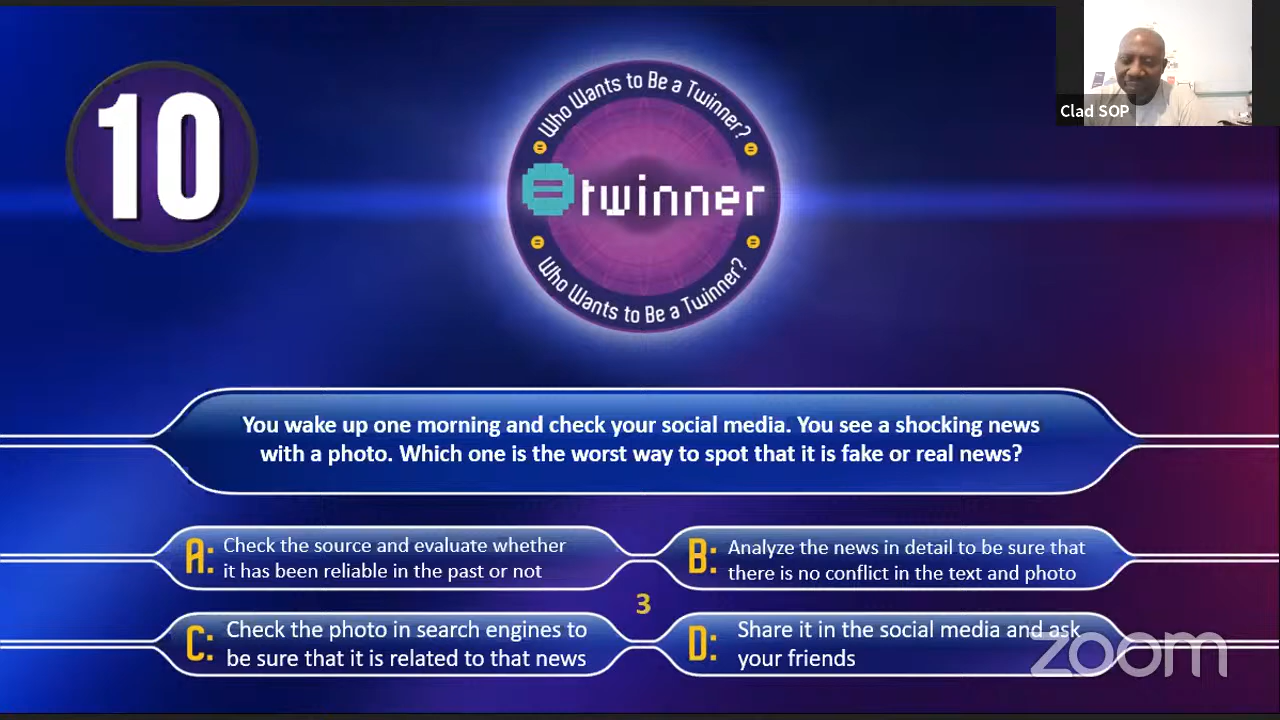 10
Who Wants to Be a Twinner?
twinner
Who Wants to Be a Twinner?
Clad SOP
You wake up one morning and check your social media. You see a shocking news
with a photo. Which one is the worst way to spot that it is fake or real news?
A: Check the source and evaluate whether
it has been reliable in the past or not
B: Analyze the news in detail to be sure that
there is no conflict in the text and photo
3
C: Check the photo in search engines to
be sure that it is related to that news
D: Share it in the social media and ask
your friends
zoom